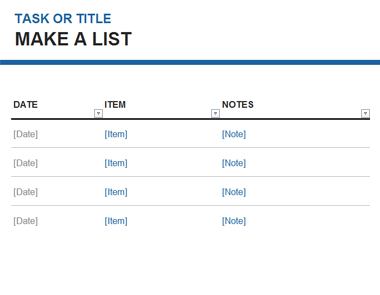 TASK OR TITLE
MAKE A LIST
DATE ITEM NOTES
[Date] [Item] [Note]
[Date] [Item] [Note]
[Date] [Item] [Note]
[Date] [Item] [Note]